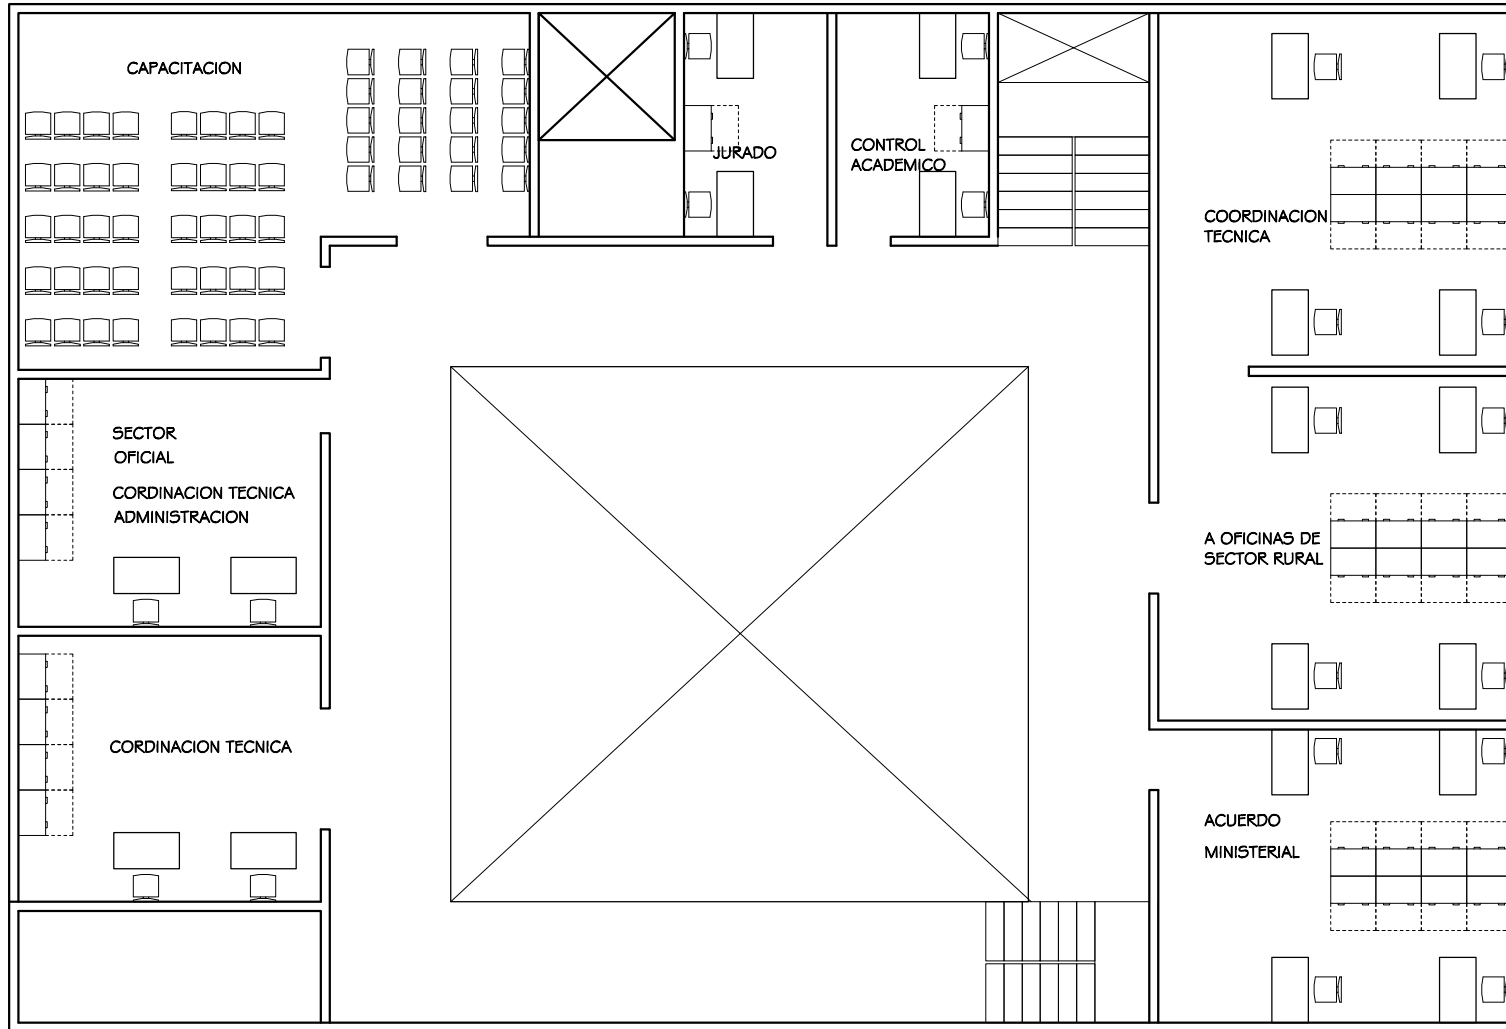 CAPACITACION
JURADO
CONTROL
ACADEMICO
COORDINACION
TECNICA
SECTOR
OFICIAL
CORDINACION TECNICA
ADMINISTRACION
A OFICINAS DE
SECTOR RURAL
CORDINACION TECNICA
ACUERDO
MINISTERIAL